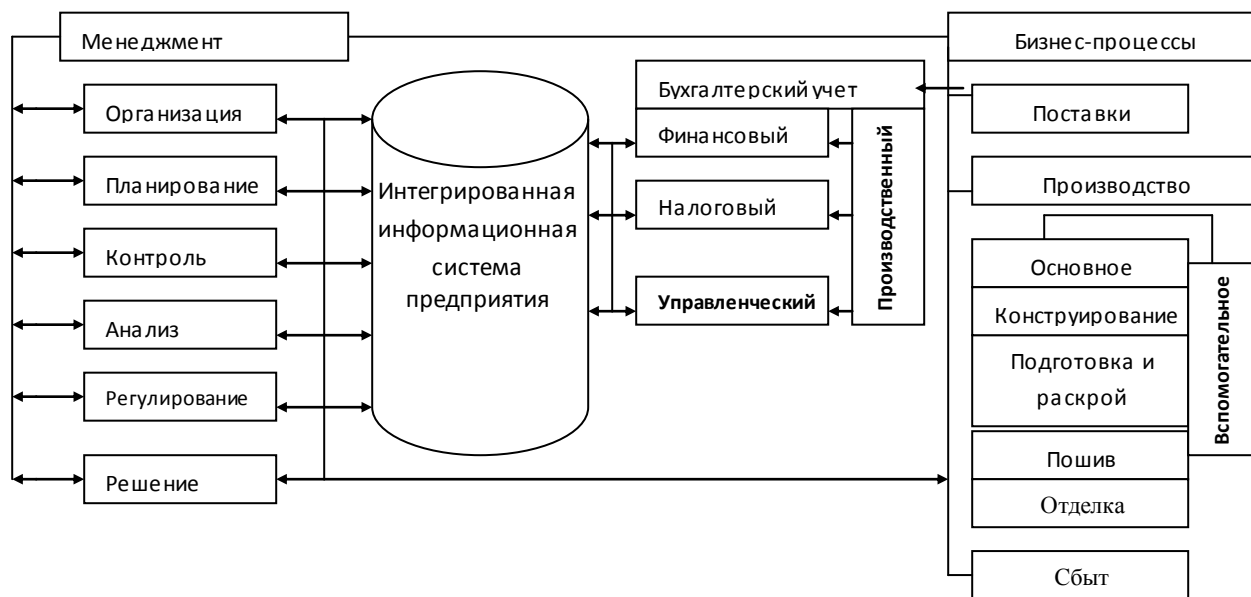 Менеджмент
Бизнес-процессы
Организация
Планирование
Контроль
Анализ
Регулирование
Решение
Интегрированная
информационная
система
предприятия
Бухгалтерский учет
Финансовый
Налоговый
Управленческий
Производственный
Поставки
Производство
Основное
Конструирование
Подготовка и
раскрой
Пошив
Отделка
Вспомогательное
Сбыт